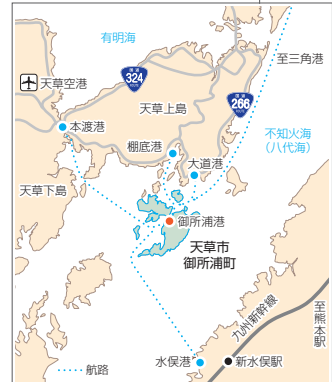 有明海
至三角港
国道
324
ROUTE
天草空港
天草上島
国道
266
ROUTE
本渡港
不知火海
(八代海)
棚底港
大道港
天草下島
御所浦港
天草市
御所浦町
九州新幹線
至熊本駅
水俣港
新水俣駅
航路